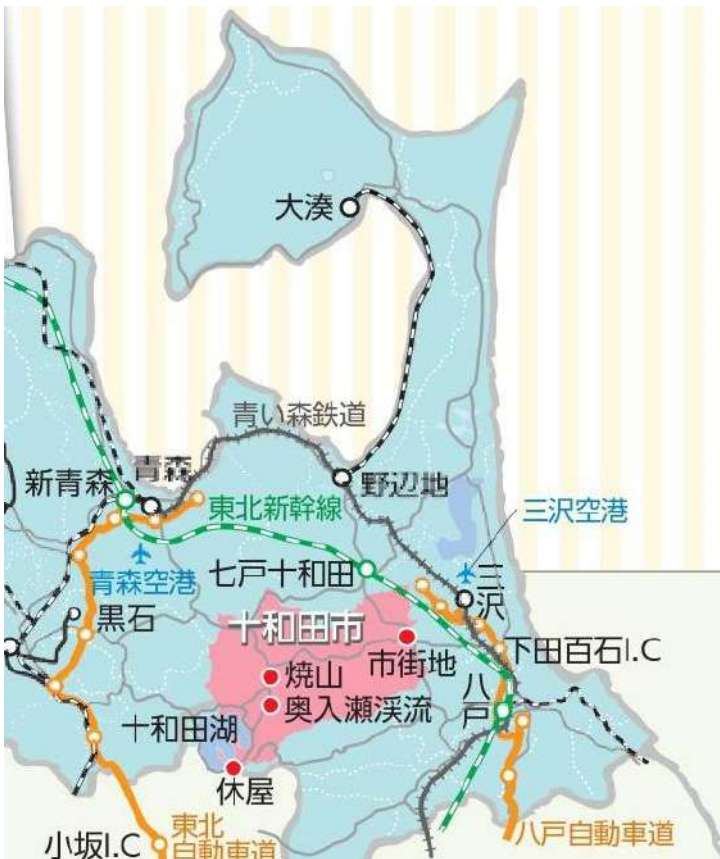 大湊
青い森鉄道
青森
野辺地
新青森
東北新幹線
三沢空港
青森空港
七戸十和田
三沢
黒石
十和田市
市街地
下田百石I.C
焼山
奥入瀬渓流
八戸
十和田湖
休屋
小坂I.C
東北
自動車道
八戸自動車道